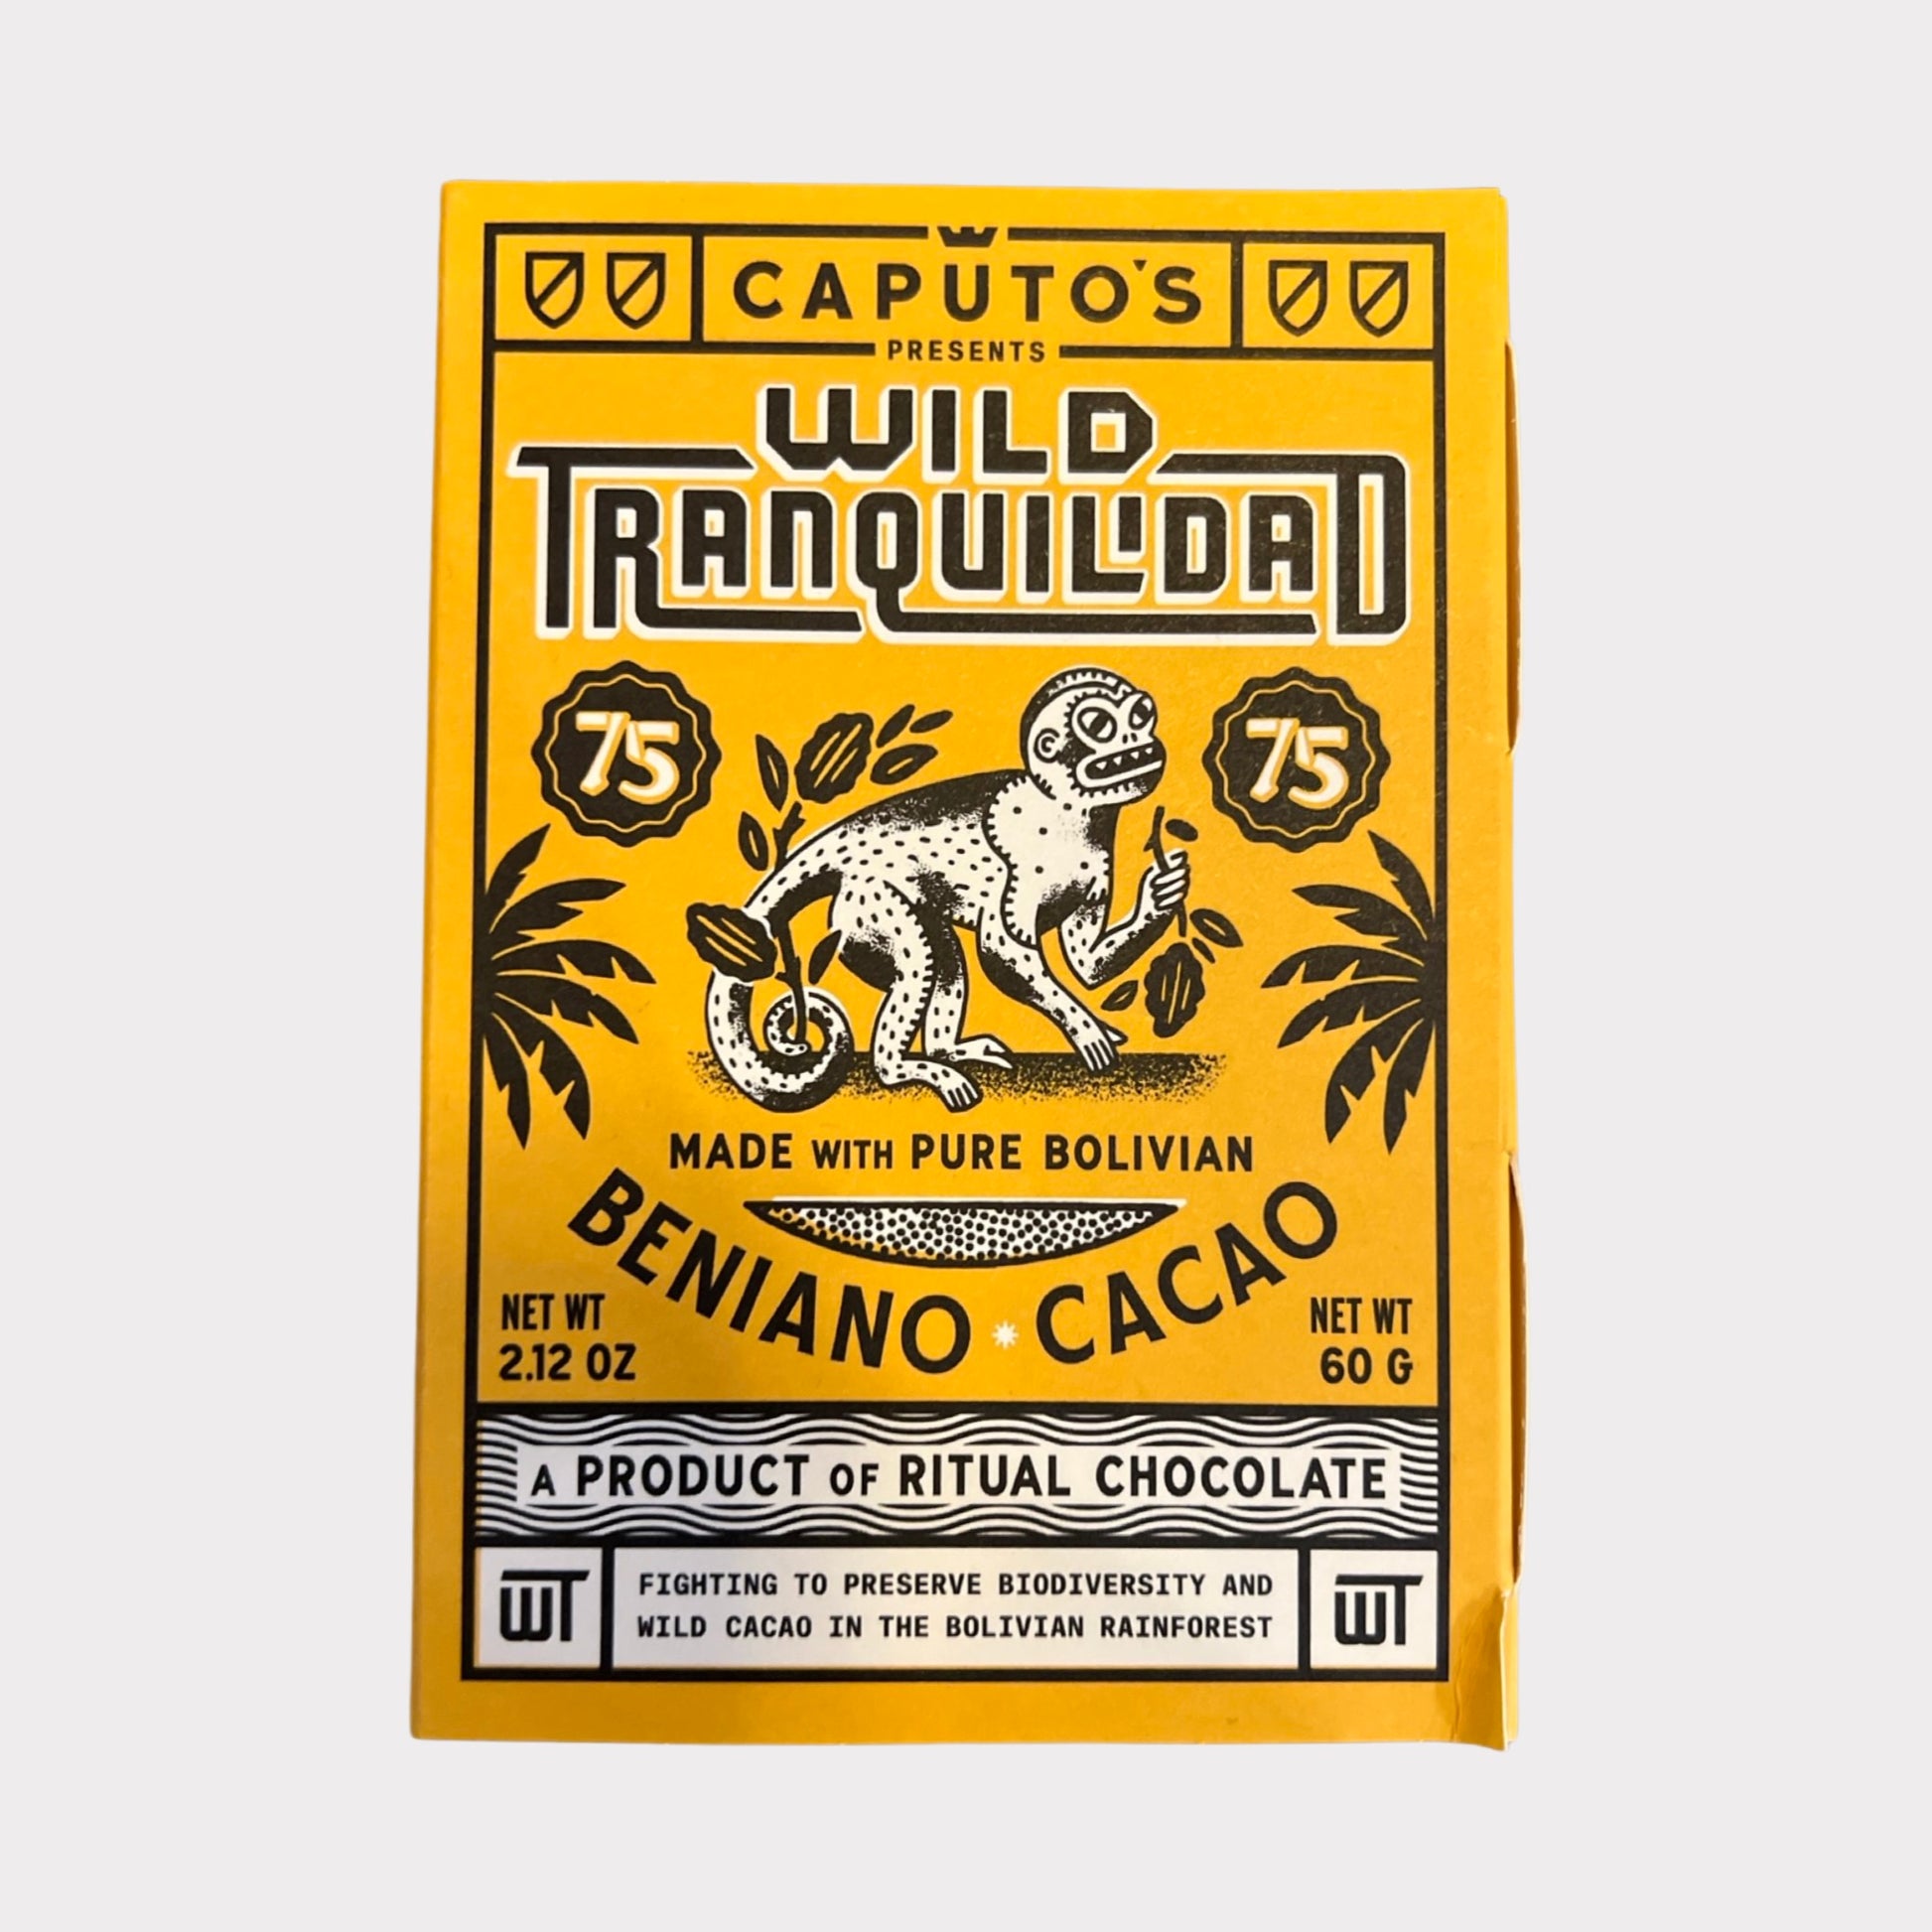 CAPUTO'S
PRESENTS
WILD
TRANQUILIDAD
75 75
MADE WITH PURE BOLIVIAN
BENIANO * CACAO
NET WT
2.12 OZ
NET WT
60 G
A PRODUCT OF RITUAL CHOCOLATE
WT
FIGHTING TO PRESERVE BIODIVERSITY AND
WILD CACAO IN THE BOLIVIAN RAINFOREST
WT